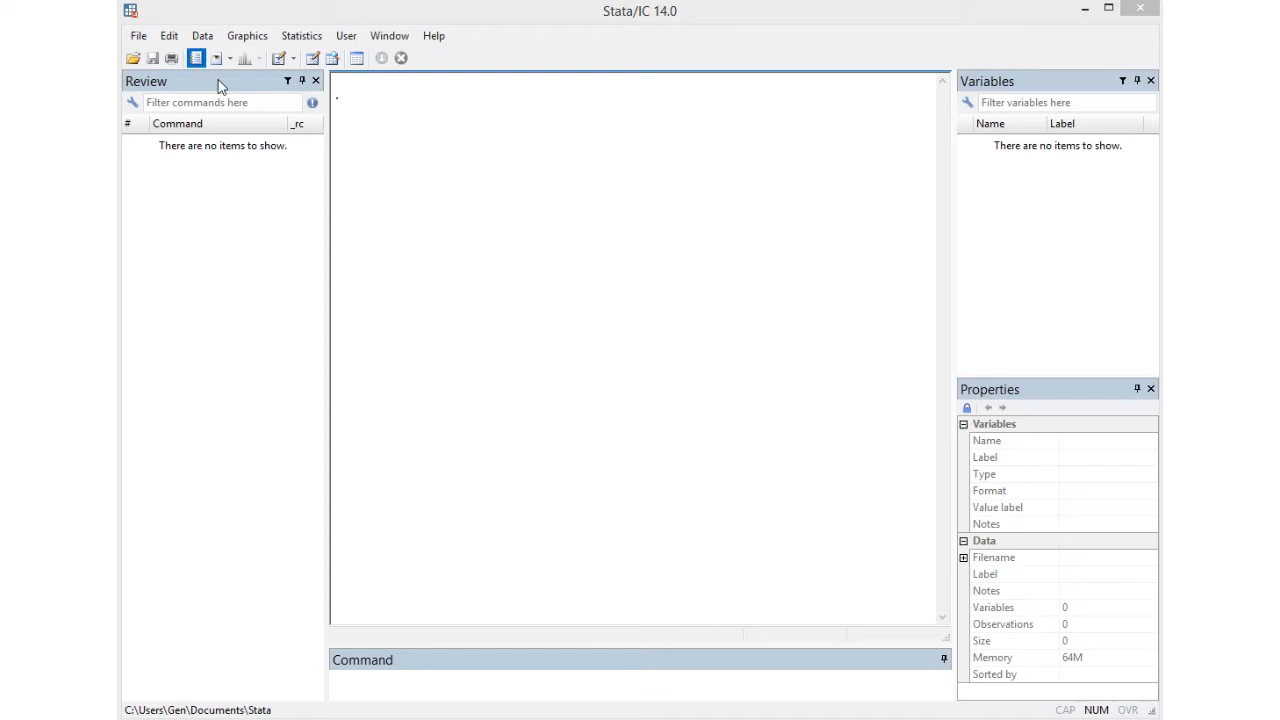 Stata/IC 14.0
File Edit Data Graphics Statistics User Window Help
Review
Filter commands here
# Command _rc
There are no items to show.
.
Command
Variables
Filter variables here
Name Label
There are no items to show.
Properties
Variables
Name
Label
Type
Format
Value label
Notes
Data
Filename
Label
Notes
Variables 0
Observations 0
Size 0
Memory 64M
Sorted by
C:\Users\Gen\Documents\Stata
CAP NUM OVR